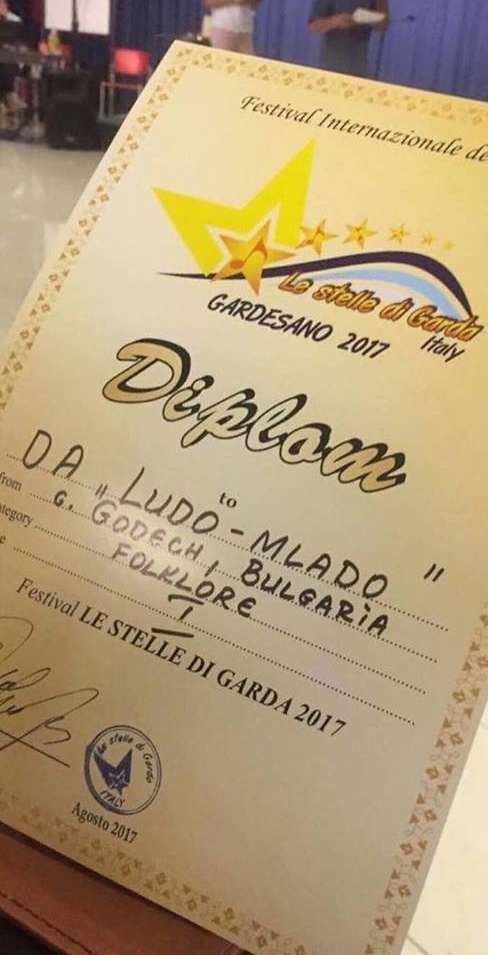 Festival Internazionale de
Le stelle di Garda
Italy
GARDESANO 2017
Diplom
to
DA "LUDO-MLADO"
from G. GODECH, BULGARIA
ategory FOLKLORE
e I
Festival LE STELLE DI GARDA 2017
Le stelle di Garda
ITALY
Agosto 2017